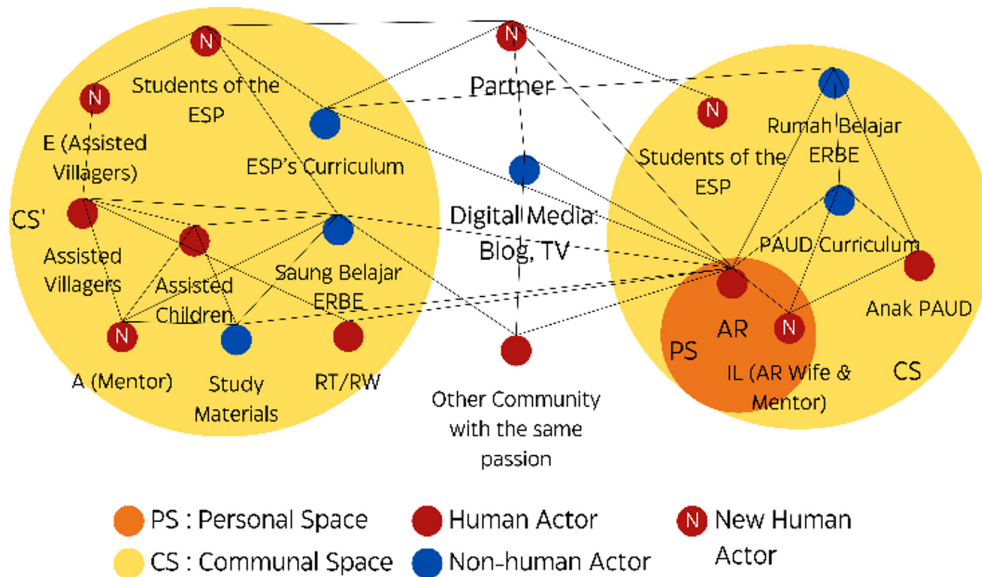 N
Students of the
ESP
N
E (Assisted
Villagers)
ESP's Curriculum
CS'
Assisted
Villagers
Assisted
Children
Saung Belajar
ERBE
N
A (Mentor)
Study
Materials
RT/RW
N
Partner
Digital Media:
Blog, TV
Other Community
with the same
passion
N
Students of the
ESP
Rumah Belajar
ERBE
PAUD Curriculum
Anak PAUD
AR
PS
N
IL (AR Wife &
Mentor)
CS
PS : Personal Space
CS : Communal Space
Human Actor
Non-human Actor
N
New Human
Actor